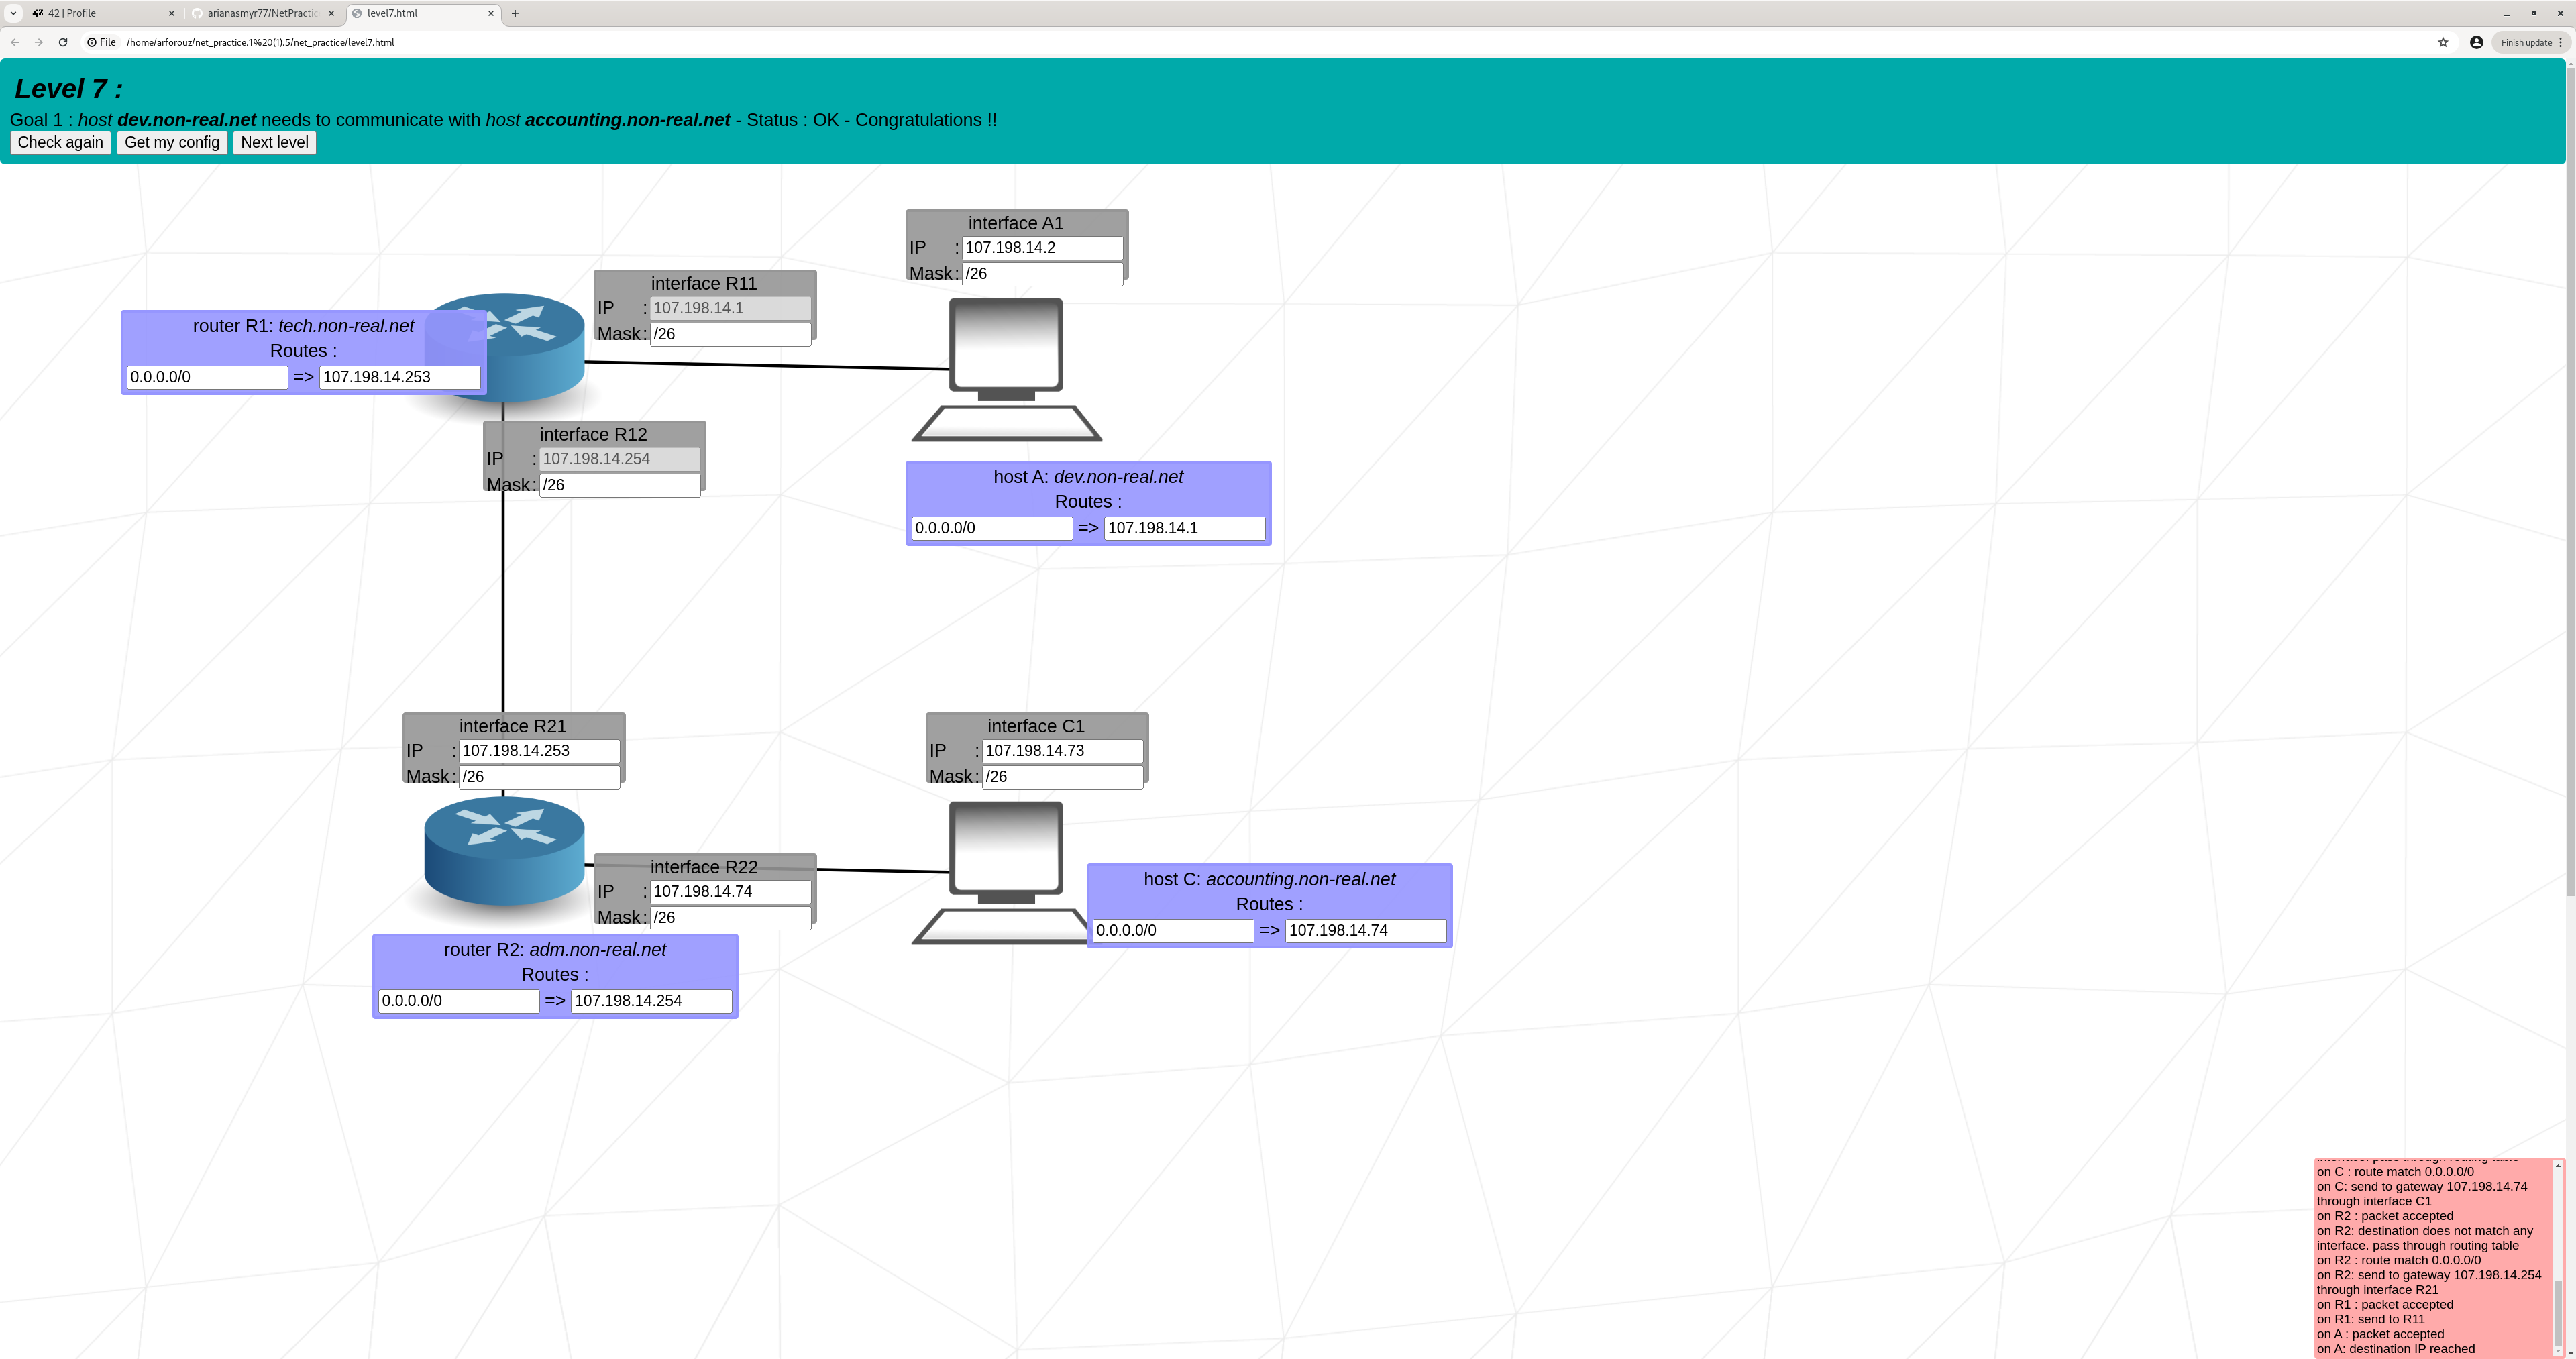 42 | Profile
arianasmyr77/NetPractic
level7.html
File
/home/arforouz/net_practice.1%20(1).5/net_practice/level7.html
Finish update
Level 7 :
Goal 1 : host dev.non-real.net needs to communicate with host accounting.non-real.net - Status : OK - Congratulations !!
Check again Get my config Next level
interface A1
IP : 107.198.14.2
Mask : /26
interface R11
IP : 107.198.14.1
Mask : /26
router R1: tech.non-real.net
Routes :
0.0.0.0/0 => 107.198.14.253
interface R12
IP : 107.198.14.254
Mask : /26
host A: dev.non-real.net
Routes :
0.0.0.0/0 => 107.198.14.1
interface R21
IP : 107.198.14.253
Mask : /26
interface C1
IP : 107.198.14.73
Mask : /26
interface R22
IP : 107.198.14.74
Mask : /26
host C: accounting.non-real.net
Routes :
0.0.0.0/0 => 107.198.14.74
router R2: adm.non-real.net
Routes :
0.0.0.0/0 => 107.198.14.254
interface. pass through routing table
on C : route match 0.0.0.0/0
on C: send to gateway 107.198.14.74
through interface C1
on R2 : packet accepted
on R2: destination does not match any
interface. pass through routing table
on R2 : route match 0.0.0.0/0
on R2: send to gateway 107.198.14.254
through interface R21
on R1 : packet accepted
on R1: send to R11
on A : packet accepted
on A: destination IP reached